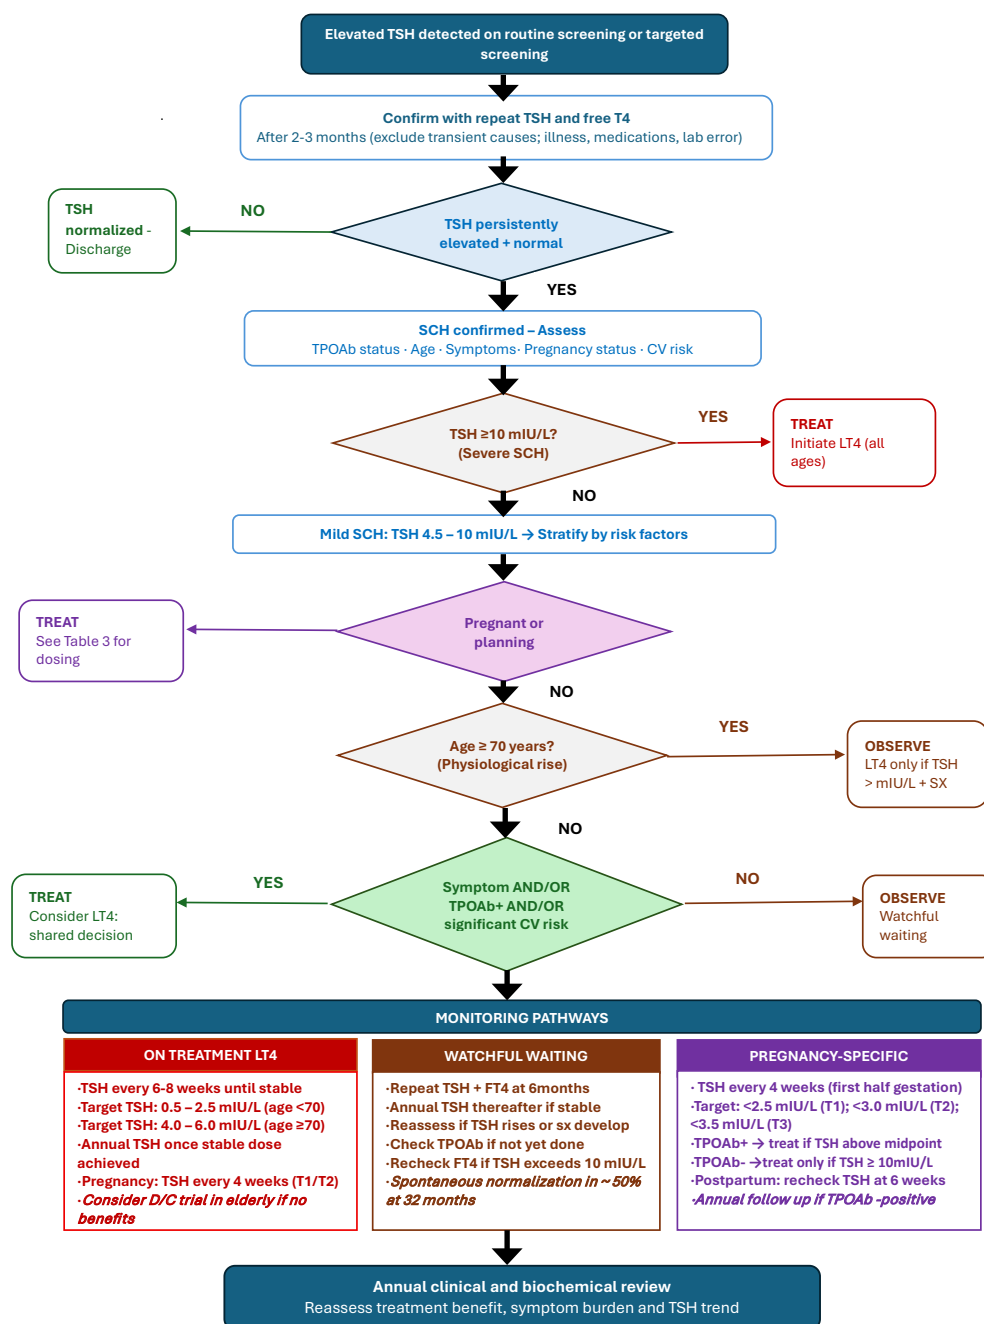 Elevated TSH detected on routine screening or targeted
screening
Confirm with repeat TSH and free T4
After 2-3 months (exclude transient causes; illness, medications, lab error)
TSH
normalized -
Discharge
NO
TSH persistently
elevated + normal
YES
SCH confirmed – Assess
TPOAb status · Age · Symptoms· Pregnancy status · CV risk
TSH ≥10 mIU/L?
(Severe SCH)
YES
TREAT
Initiate LT4 (all
ages)
NO
Mild SCH: TSH 4.5 – 10 mIU/L → Stratify by risk factors
TREAT
See Table 3 for
dosing
Pregnant or
planning
NO
Age ≥ 70 years?
(Physiological rise)
YES
OBSERVE
LT4 only if TSH
> mIU/L + SX
NO
TREAT
Consider LT4:
shared decision
YES
Symptom AND/OR
TPOAb+ AND/OR
significant CV risk
NO
OBSERVE
Watchful
waiting
MONITORING PATHWAYS
ON TREATMENT LT4
·TSH every 6-8 weeks until stable
·Target TSH: 0.5 – 2.5 mIU/L (age <70)
·Target TSH: 4.0 – 6.0 mIU/L (age ≥70)
·Annual TSH once stable dose
achieved
·Pregnancy: TSH every 4 weeks (T1/T2)
·Consider D/C trial in elderly if no
benefits
WATCHFUL WAITING
·Repeat TSH + FT4 at 6months
·Annual TSH thereafter if stable
·Reassess if TSH rises or sx develop
·Check TPOAb if not yet done
·Recheck FT4 if TSH exceeds 10 mIU/L
·Spontaneous normalization in ~ 50%
at 32 months
PREGNANCY-SPECIFIC
· TSH every 4 weeks (first half gestation)
·Target: <2.5 mIU/L (T1); <3.0 mIU/L (T2);
<3.5 mIU/L (T3)
·TPOAb+ → treat if TSH above midpoint
·TPOAb- →treat only if TSH ≥ 10mIU/L
·Postpartum: recheck TSH at 6 weeks
·Annual follow up if TPOAb -positive
Annual clinical and biochemical review
Reassess treatment benefit, symptom burden and TSH trend